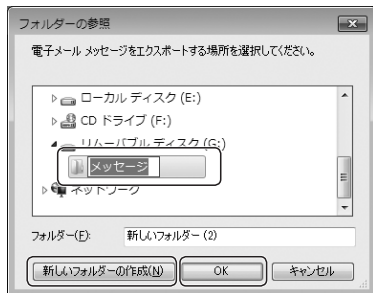 フォルダーの参照
電子メール メッセージをエクスポートする場所を選択してください。
ローカル ディスク (E:)
CD ドライブ (F:)
リムーバブル ディスク (G:)
メッセージ
ネットワーク
フォルダー(F): 新しいフォルダー (2)
新しいフォルダーの作成(N) OK キャンセル